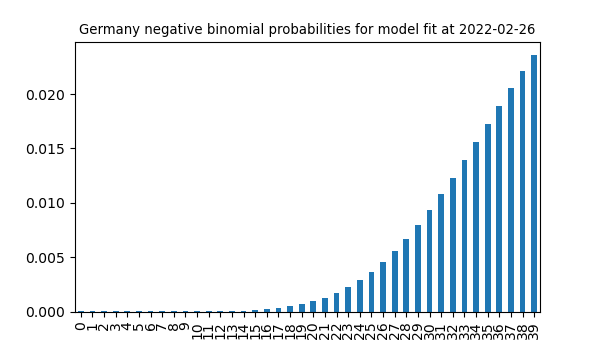 Germany negative binomial probabilities for model fit at 2022-02-26
0.020
0.015
0.010
0.005
0.000
0 1 2 3 4 5 6 7 8 9 10 11 12 13 14 15 16 17 18 19 20 21 22 23 24 25 26 27 28 29 30 31 32 33 34 35 36 37 38 39